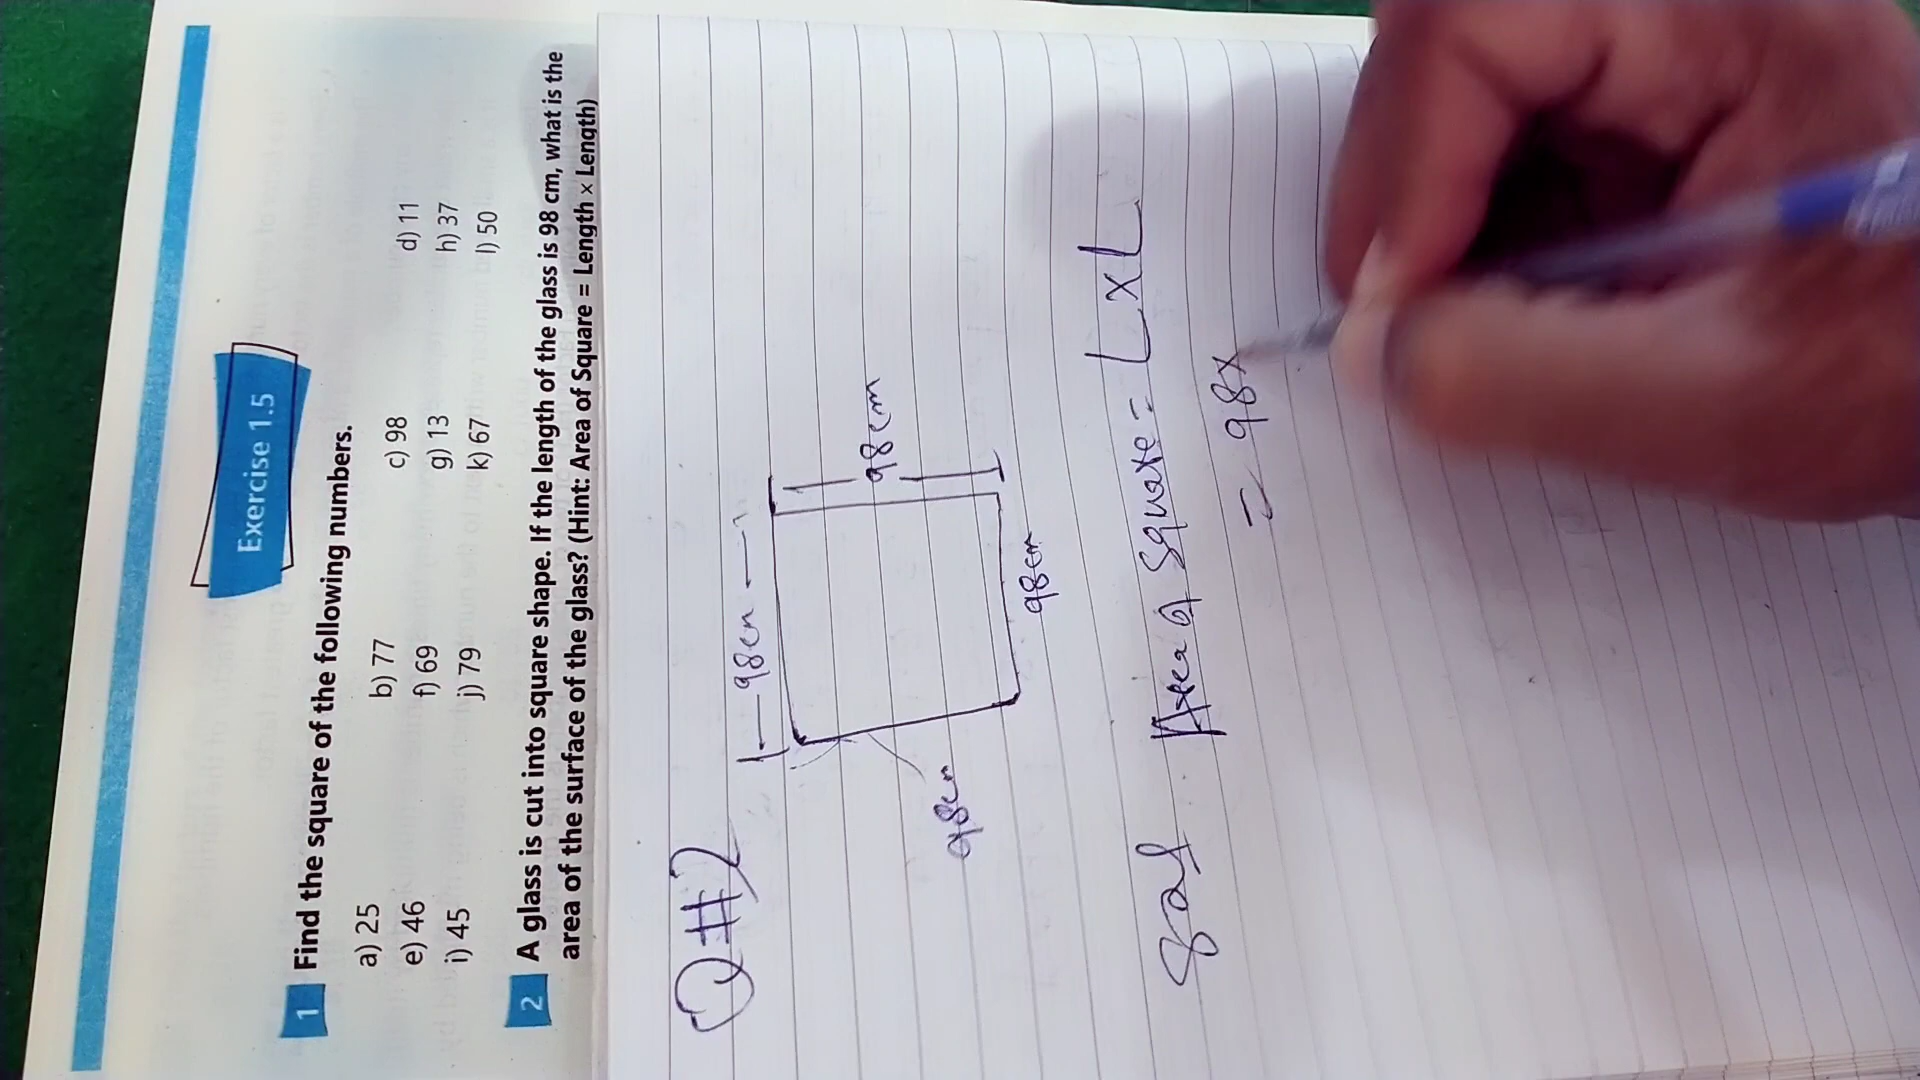 Exercise 1.5
1 Find the square of the following numbers.
a) 25 b) 77 c) 98 d) 11
e) 46 f) 69 g) 13 h) 37
i) 45 j) 79 k) 67 l) 50
2 A glass is cut into square shape. If the length of the glass is 98 cm, what is the
area of the surface of the glass? (Hint: Area of Square = Length × Length)
Q#2
98cm
98cm
98cm
98cm
Sol. Area of Square = L×L
= 98×